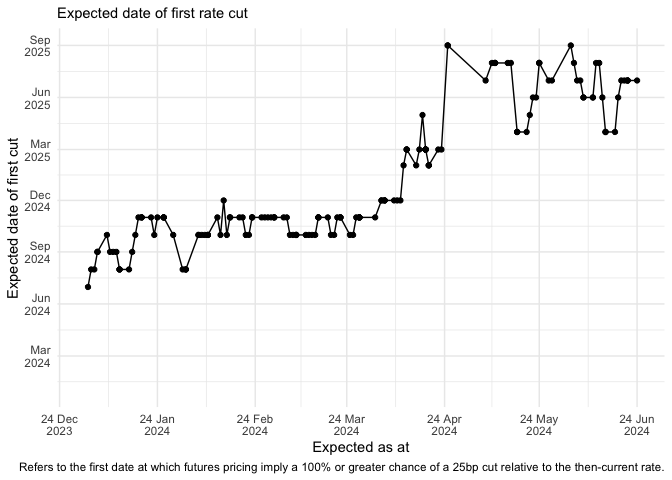 Expected date of first rate cut
Expected date of first cut
Sep
2025
Jun
2025
Mar
2025
Dec
2024
Sep
2024
Jun
2024
Mar
2024
24 Dec
2023
24 Jan
2024
24 Feb
2024
24 Mar
2024
24 Apr
2024
24 May
2024
24 Jun
2024
Expected as at
Refers to the first date at which futures pricing imply a 100% or greater chance of a 25bp cut relative to the then-current rate.